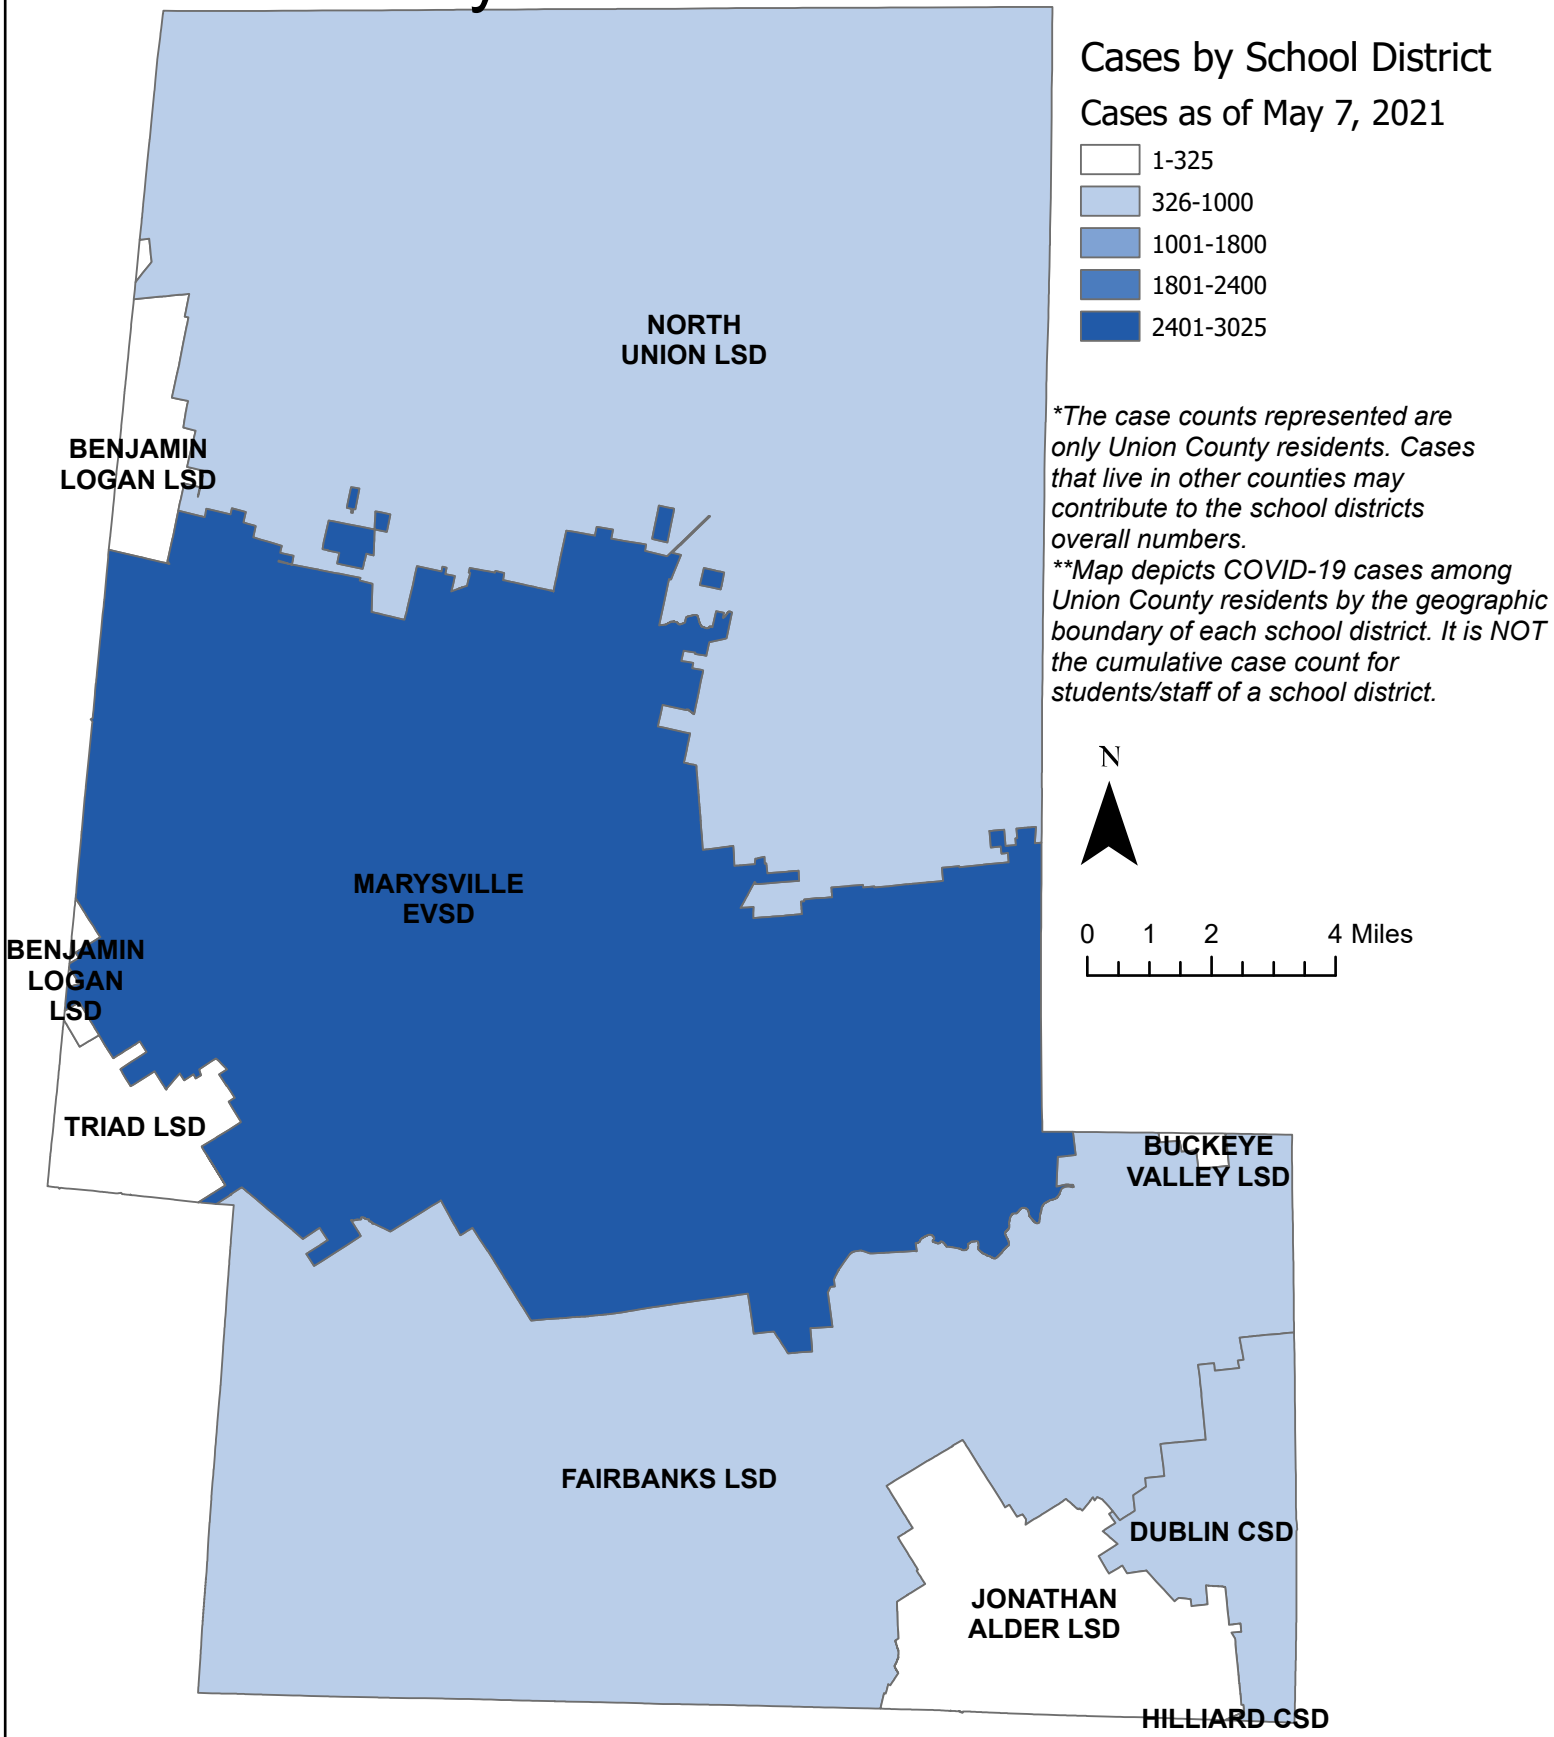 Cases by School District
Cases as of May 7, 2021
1-325
326-1000
1001-1800
1801-2400
2401-3025
*The case counts represented are
only Union County residents. Cases
that live in other counties may
contribute to the school districts
overall numbers.
**Map depicts COVID-19 cases among
Union County residents by the geographic
boundary of each school district. It is NOT
the cumulative case count for
students/staff of a school district.
N
0 1 2 4 Miles
NORTH
UNION LSD
BENJAMIN
LOGAN LSD
MARYSVILLE
EVSD
BENJAMIN
LOGAN
LSD
TRIAD LSD
BUCKEYE
VALLEY LSD
FAIRBANKS LSD
DUBLIN CSD
JONATHAN
ALDER LSD
HILLIARD CSD